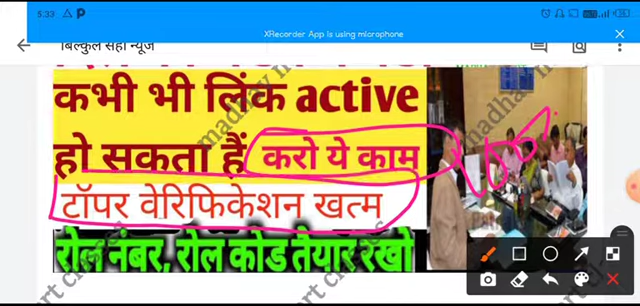 5.33
XRecorder App is using microphone
बिल्कुल सही न्यूज
कभी भी लिंक active
हो सकता हैं करो ये काम
टॉपर वेरिफिकेशन खत्म
रोल नंबर, रोल कोड तैयार रखो